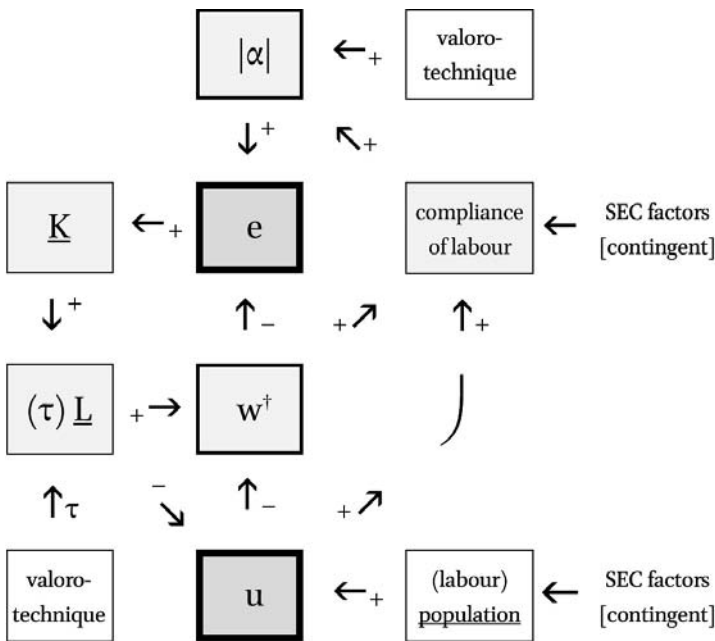 |α| ← + valoro-
technique
↓ + ↖ +
K ← + e compliance
of labour ← SEC factors
[contingent]
↓ + ↑ − + ↗ ↑ +
(τ) L + → w†
↑ τ − ↘ ↑ − + ↗
valoro-
technique u ← + (labour)
population ← SEC factors
[contingent]